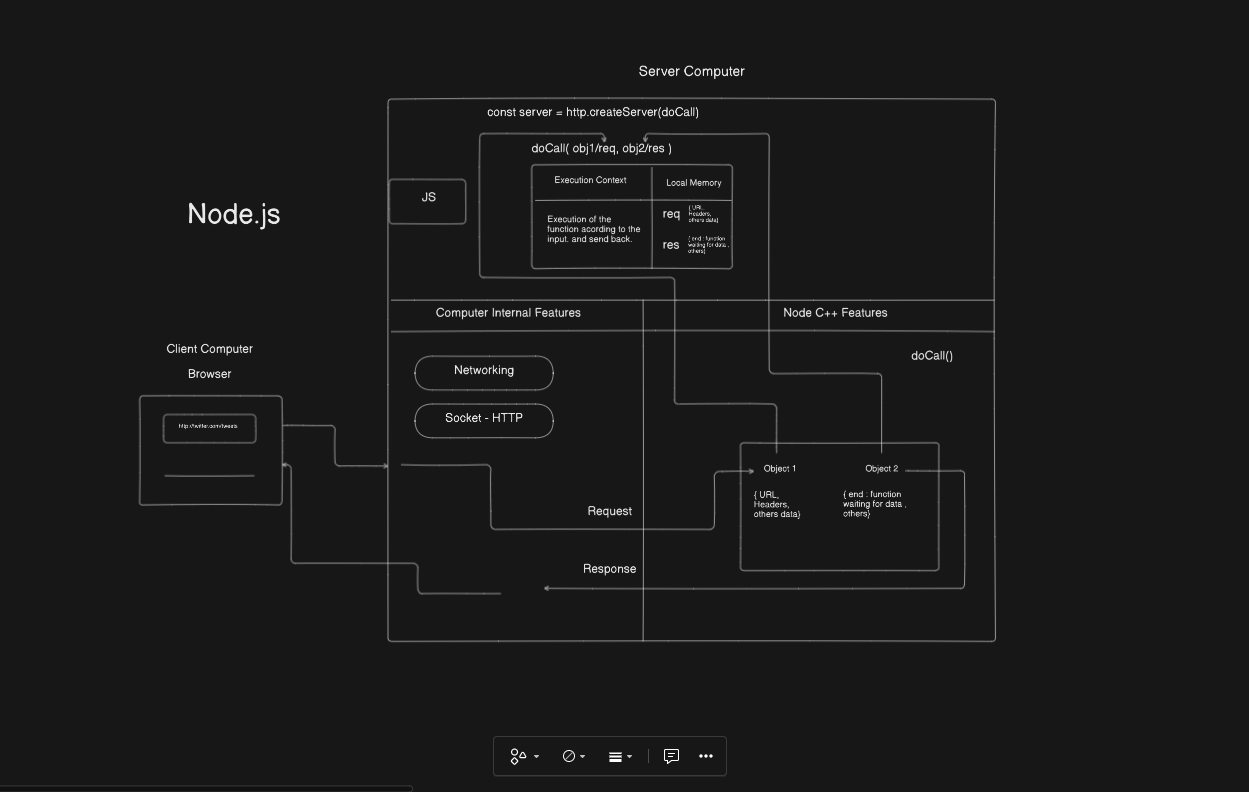 Server Computer
const server = http.createServer(doCall)
doCall( obj1/req, obj2/res )
Execution Context
Local Memory
JS
Node.js
Execution of the
function acording to the
input. and send back.
req
{ URL,
Headers,
others data}
res
{ end : function
waiting for data ,
others}
Computer Internal Features
Node C++ Features
Client Computer
Browser
doCall()
Networking
Socket - HTTP
http://twitter.com/tweets
Object 1
Object 2
{ URL,
Headers,
others data}
{ end : function
waiting for data ,
others}
Request
Response